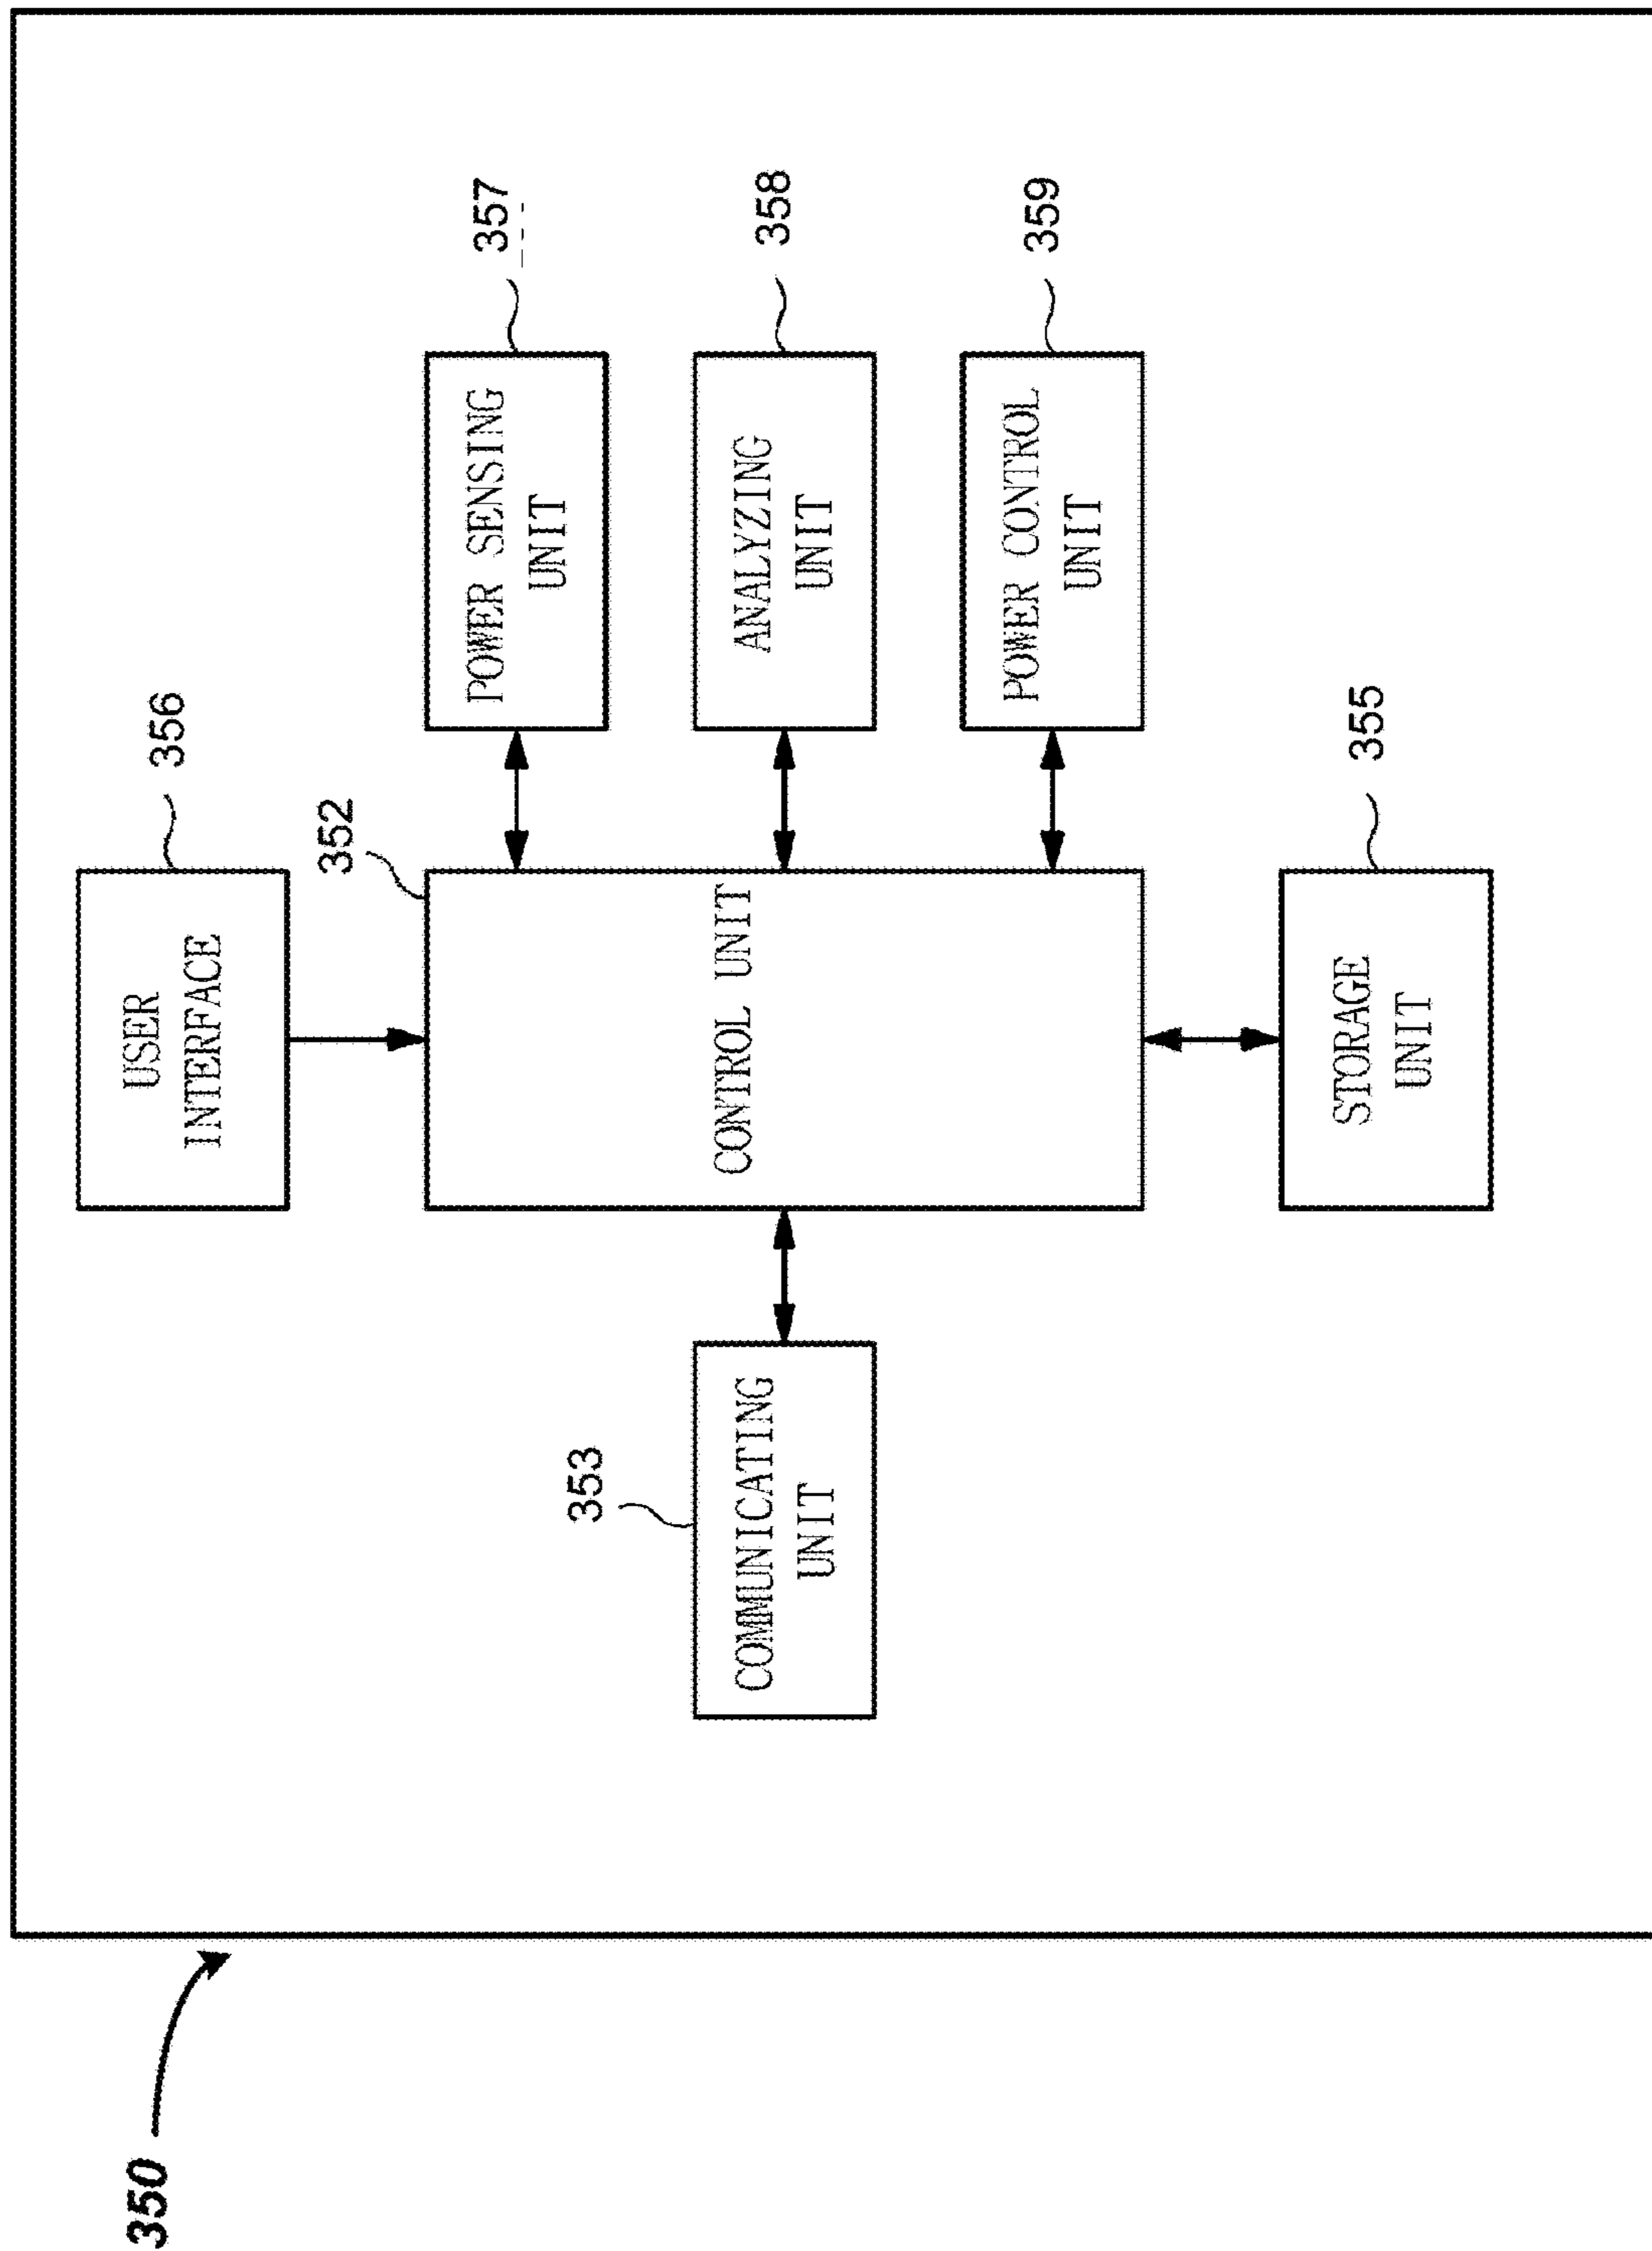 350
356
USER
INTERFACE
352
CONTROL UNIT
353
COMMUNICATING
UNIT
357
POWER SENSING
UNIT
358
ANALYZING
UNIT
359
POWER CONTROL
UNIT
355
STORAGE
UNIT